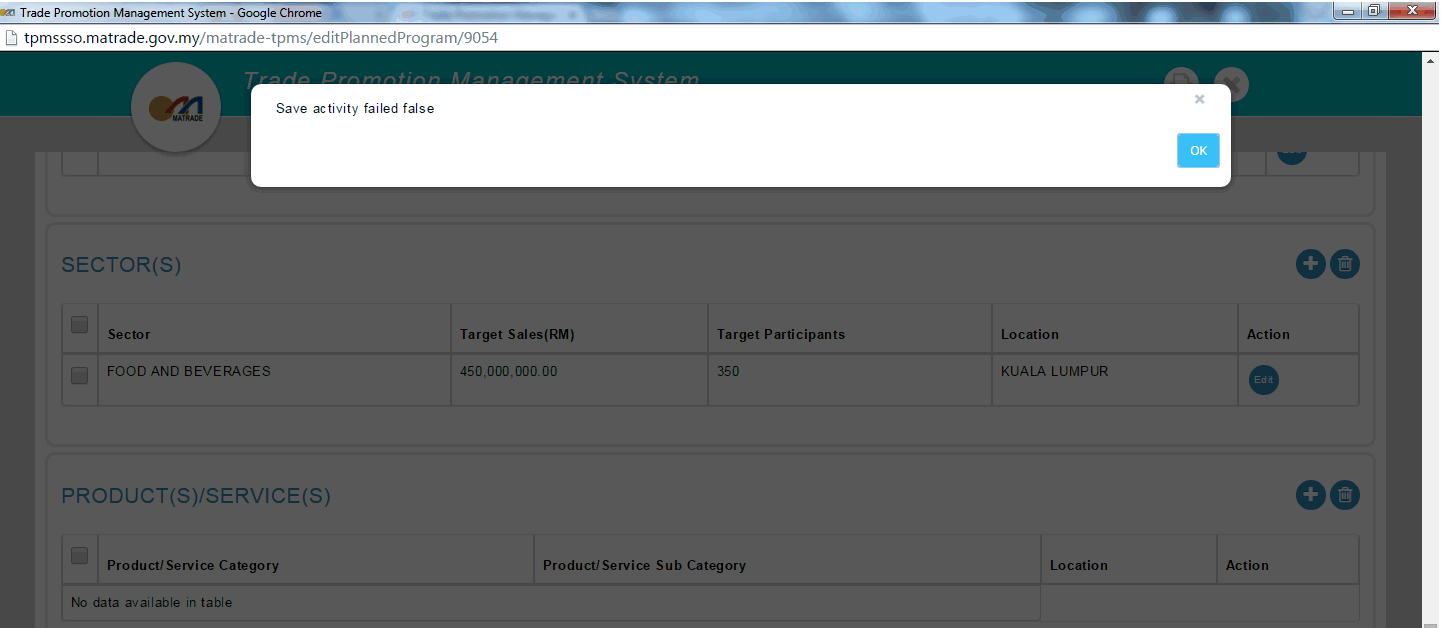 Trade Promotion Management System - Google Chrome
tpmssso.matrade.gov.my/matrade-tpms/editPlannedProgram/9054
Trade Promotion Management System
MATRADE
Save activity failed false
OK
SECTOR(S)
Sector Target Sales(RM) Target Participants Location Action
FOOD AND BEVERAGES 450,000,000.00 350 KUALA LUMPUR Edit
PRODUCT(S)/SERVICE(S)
Product/Service Category Product/Service Sub Category Location Action
No data available in table